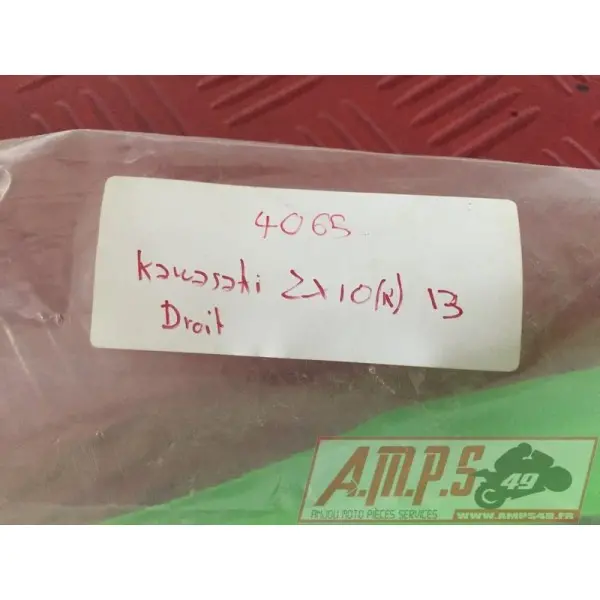 4065
Kawasaki ZX10(R) 13
Droit
A.M.P.S 49
ANJOU MOTO PIÈCES SERVICES
WWW.AMPS49.FR